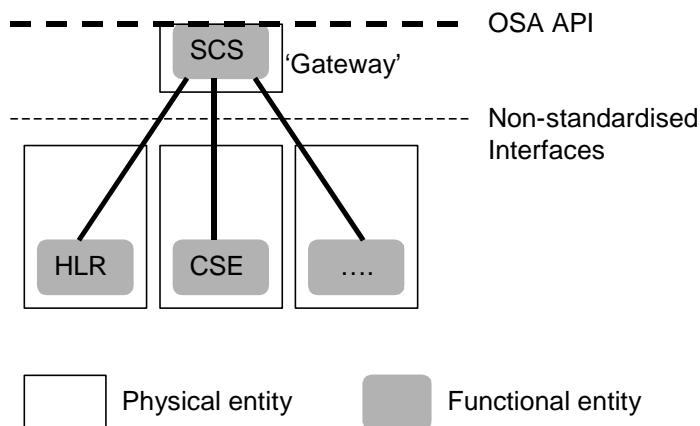 OSA API
SCS
‘Gateway’
Non-standardised
Interfaces
HLR
CSE
....
Physical entity
Functional entity